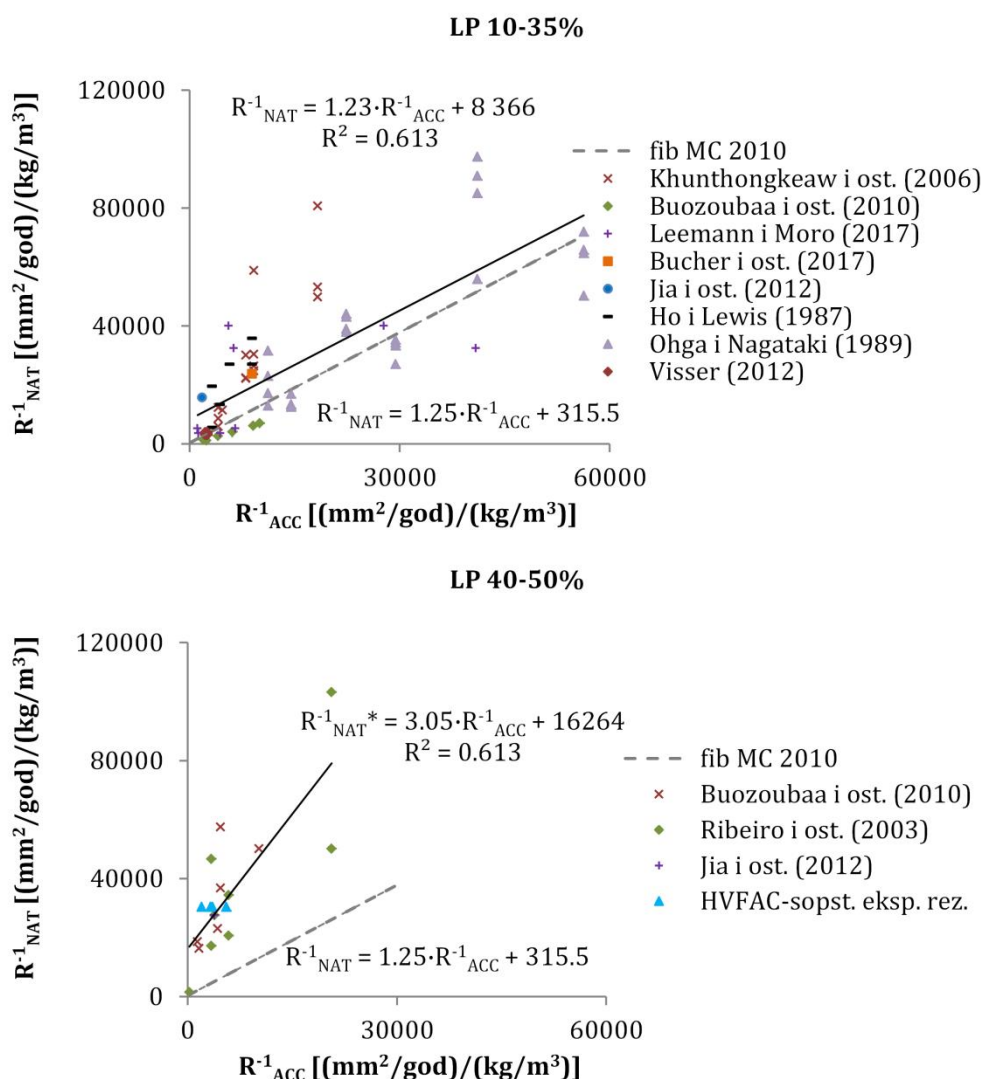 LP 10-35%
R⁻¹NAT [(mm²/god)/(kg/m³)]
120000
80000
40000
0
R⁻¹NAT = 1.23·R⁻¹ACC + 8 366
R² = 0.613
R⁻¹NAT = 1.25·R⁻¹ACC + 315.5
0 30000 60000
R⁻¹ACC [(mm²/god)/(kg/m³)]
fib MC 2010
Khunthongkeaw i ost. (2006)
Buozoubaa i ost. (2010)
Leemann i Moro (2017)
Bucher i ost. (2017)
Jia i ost. (2012)
Ho i Lewis (1987)
Ohga i Nagataki (1989)
Visser (2012)
LP 40-50%
R⁻¹NAT [(mm²/god)/(kg/m³)]
120000
80000
40000
0
R⁻¹NAT* = 3.05·R⁻¹ACC + 16264
R² = 0.613
R⁻¹NAT = 1.25·R⁻¹ACC + 315.5
0 30000 60000
R⁻¹ACC [(mm²/god)/(kg/m³)]
fib MC 2010
Buozoubaa i ost. (2010)
Ribeiro i ost. (2003)
Jia i ost. (2012)
HVFAC-sopst. eksp. rez.